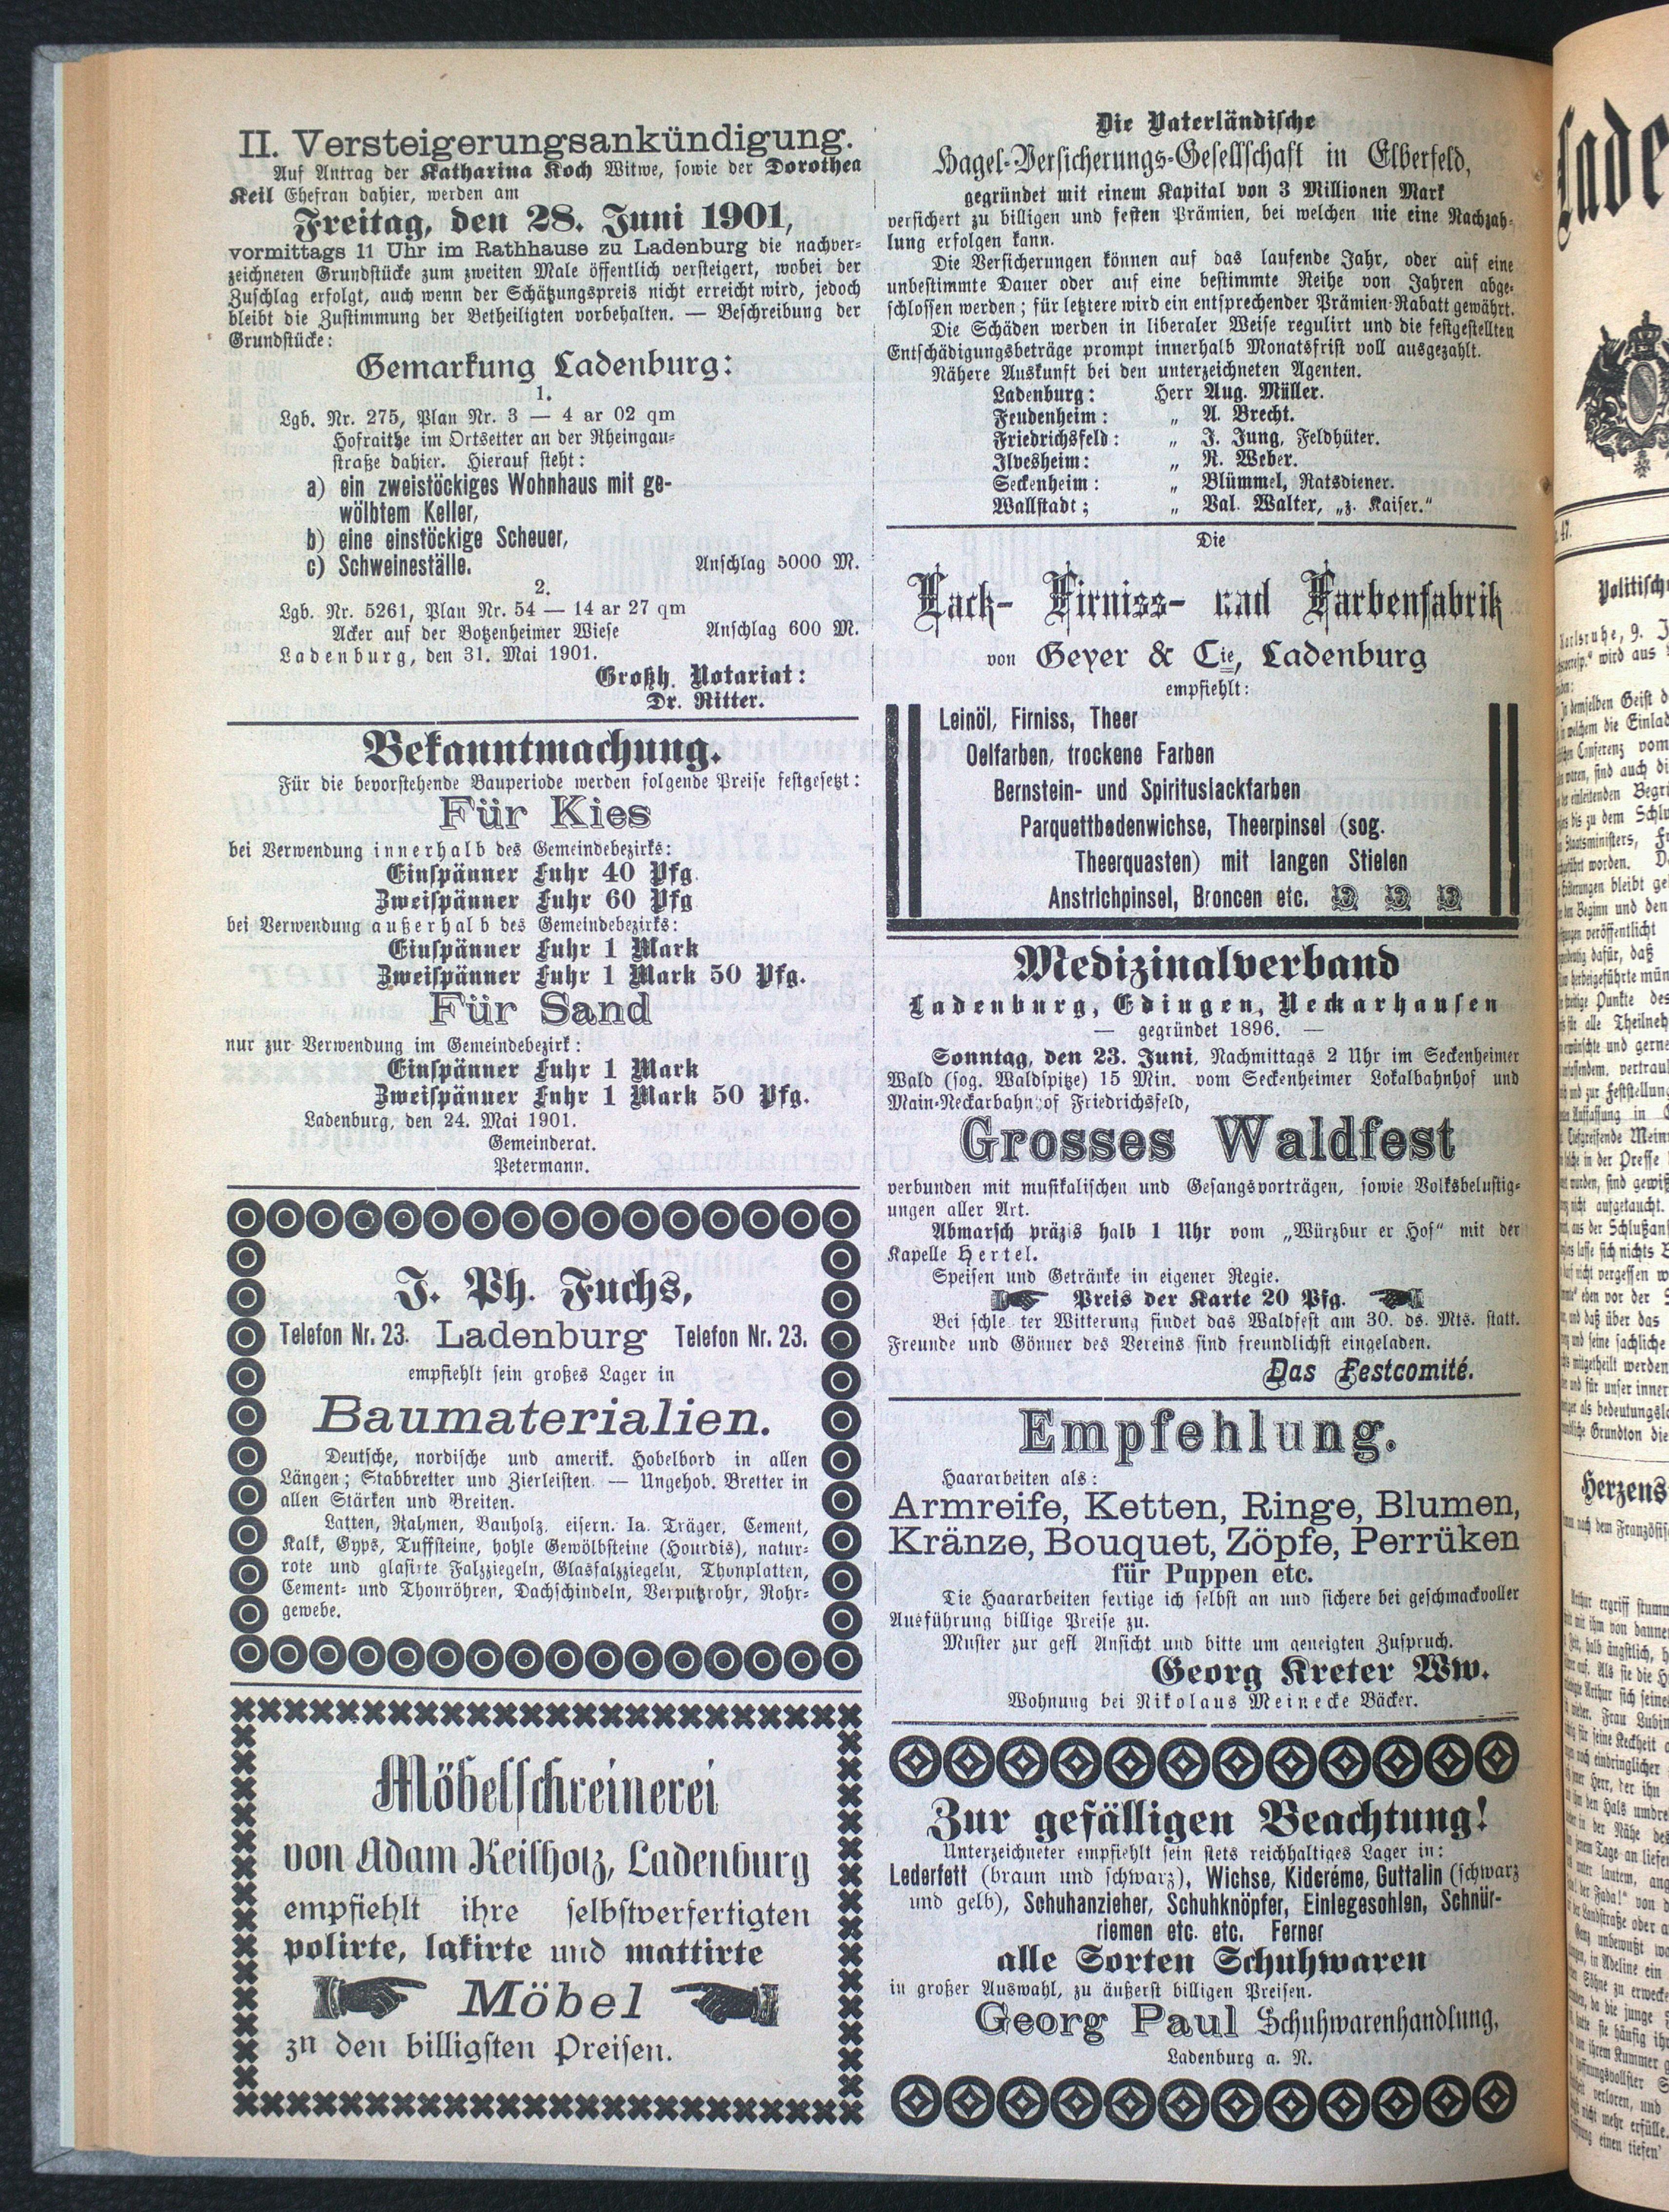 II. Versteigerungsankündigung.
Auf Antrag der Katharina Koch Witwe, sowie der Dorothea
Keil Ehefrau dahier, werden am
Freitag, den 28. Juni 1901,
vormittags 11 Uhr im Rathhause zu Ladenburg die nachver-
zeichneten Grundstücke zum zweiten Male öffentlich versteigert, wobei der
Zuschlag erfolgt, auch wenn der Schätzungspreis nicht erreicht wird, jedoch
bleibt die Zustimmung der Betheiligten vorbehalten. — Beschreibung der
Grundstücke:
Gemarkung Ladenburg:
1.
Lgb. Nr. 275, Plan Nr. 3 — 4 ar 02 qm
Hofraithe im Ortsetter an der Rheingau-
straße dahier. Hierauf steht:
a) ein zweistöckiges Wohnhaus mit ge-
wölbtem Keller,
b) eine einstöckige Scheuer,
c) Schweineställe. Anschlag 5000 M.
2.
Lgb. Nr. 5261, Plan Nr. 54 — 14 ar 27 qm
Acker auf der Botzenheimer Wiese Anschlag 600 M.
Ladenburg, den 31. Mai 1901.
Großh. Notariat:
Dr. Ritter.
Bekanntmachung.
Für die bevorstehende Bauperiode werden folgende Preise festgesetzt:
Für Kies
bei Verwendung innerhalb des Gemeindebezirks:
Einspänner Fuhr 40 Pfg.
Zweispänner Fuhr 60 Pfg
bei Verwendung außerhalb des Gemeindebezirks:
Einspänner Fuhr 1 Mark
Zweispänner Fuhr 1 Mark 50 Pfg.
Für Sand
nur zur Verwendung im Gemeindebezirk:
Einspänner Fuhr 1 Mark
Zweispänner Fuhr 1 Mark 50 Pfg.
Ladenburg, den 24. Mai 1901.
Gemeinderat.
Petermann.
J. Ph. Fuchs,
Telefon Nr. 23. Ladenburg Telefon Nr. 23.
empfiehlt sein großes Lager in
Baumaterialien.
Deutsche, nordische und amerik. Hobelbord in allen
Längen; Stabbretter und Zierleisten. — Ungehob. Bretter in
allen Stärken und Breiten.
Latten, Rahmen, Bauholz, eisern. Ia. Träger, Cement,
Kalk, Gyps, Tuffsteine, hohle Gewölbsteine (Hourdis), natur-
rote und glasirte Falzziegeln, Glasfalzziegeln, Thonplatten,
Cement- und Thonröhren, Dachschindeln, Verputzrohr, Rohr-
gewebe.
Möbelschreinerei
von Adam Keilholz, Ladenburg
empfiehlt ihre selbstverfertigten
polirte, lakirte und mattirte
Möbel
zu den billigsten Preisen.
Die Vaterländische
Hagel-Versicherungs-Gesellschaft in Elberfeld,
gegründet mit einem Kapital von 3 Millionen Mark
versichert zu billigen und festen Prämien, bei welchen nie eine Nachzah-
lung erfolgen kann.
Die Versicherungen können auf das laufende Jahr, oder auf eine
unbestimmte Dauer oder auf eine bestimmte Reihe von Jahren abge-
schlossen werden; für letztere wird ein entsprechender Prämien-Rabatt gewährt.
Die Schäden werden in liberaler Weise regulirt und die festgestellten
Entschädigungsbeträge prompt innerhalb Monatsfrist voll ausgezahlt.
Nähere Auskunft bei den unterzeichneten Agenten.
Ladenburg: Herr Aug. Müller.
Feudenheim: „ A. Brecht.
Friedrichsfeld: „ J. Jung, Feldhüter.
Ilvesheim: „ R. Weber.
Seckenheim: „ Blümmel, Ratsdiener.
Wallstadt; „ Val. Walter, „z. Kaiser.“
Die
Lack- Firniss- und Farbenfabrik
von Geyer & Cie, Ladenburg
empfiehlt:
Leinöl, Firniss, Theer
Oelfarben, trockene Farben
Bernstein- und Spirituslackfarben
Parquettbodenwichse, Theerpinsel (sog.
Theerquasten) mit langen Stielen
Anstrichpinsel, Broncen etc.
Medizinalverband
Ladenburg, Edingen, Neckarhausen
— gegründet 1896. —
Sonntag, den 23. Juni, Nachmittags 2 Uhr im Seckenheimer
Wald (sog. Waldspitze) 15 Min. vom Seckenheimer Lokalbahnhof und
Main-Neckarbahn of Friedrichsfeld,
Grosses Waldfest
verbunden mit musikalischen und Gesangsvorträgen, sowie Volksbelustig-
ungen aller Art.
Abmarsch präzis halb 1 Uhr vom „Würzbur er Hof“ mit der
Kapelle Hertel.
Speisen und Getränke in eigener Regie.
Preis der Karte 20 Pfg.
Bei schle ter Witterung findet das Waldfest am 30. ds. Mts. statt.
Freunde und Gönner des Vereins sind freundlichst eingeladen.
Das Festcomité.
Empfehlung.
Haararbeiten als:
Armreife, Ketten, Ringe, Blumen,
Kränze, Bouquet, Zöpfe, Perrüken
für Puppen etc.
Die Haararbeiten fertige ich selbst an und sichere bei geschmackvoller
Ausführung billige Preise zu.
Muster zur gefl Ansicht und bitte um geneigten Zuspruch.
Georg Kreter Ww.
Wohnung bei Nikolaus Meinecke Bäcker.
Zur gefälligen Beachtung!
Unterzeichneter empfiehlt sein stets reichhaltiges Lager in:
Lederfett (braun und schwarz), Wichse, Kidcréme, Guttalin (schwarz
und gelb), Schuhanzieher, Schuhknöpfer, Einlegesohlen, Schnür-
riemen etc. etc. Ferner
alle Sorten Schuhwaren
in großer Auswahl, zu äußerst billigen Preisen.
Georg Paul Schuhwarenhandlung,
Ladenburg a. N.
Lade
47.
Politisch